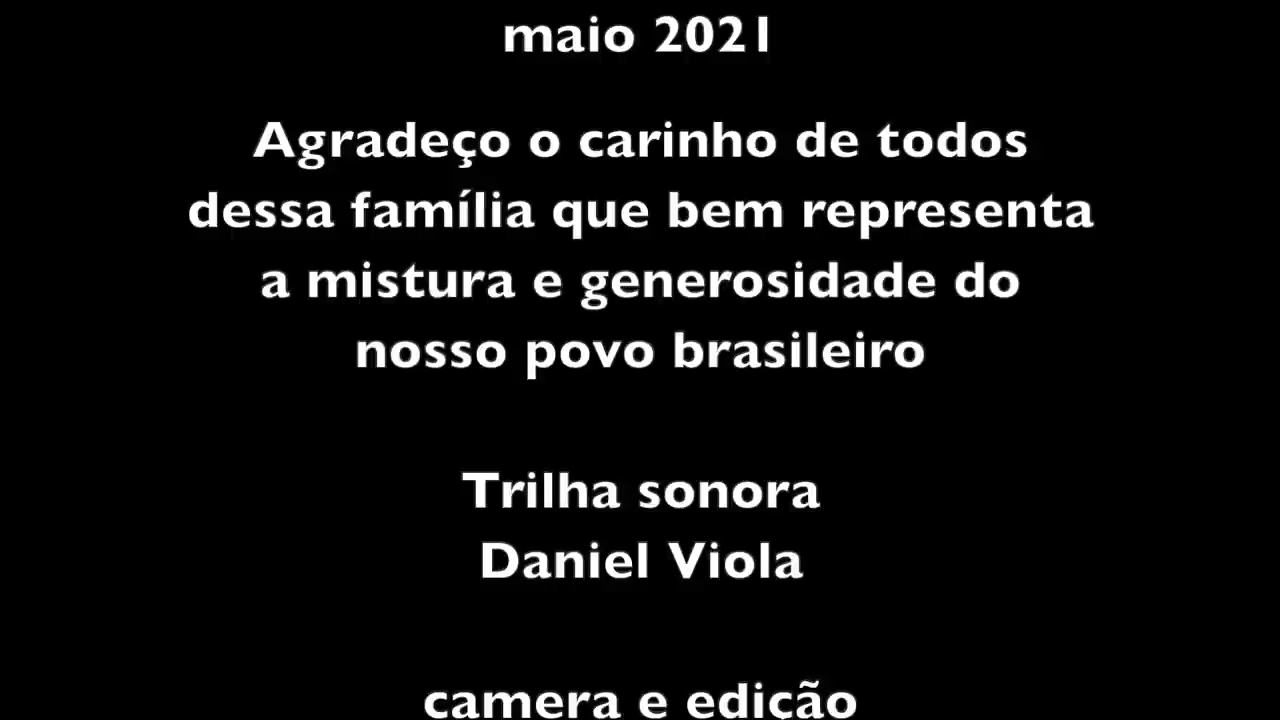 maio 2021
Agradeço o carinho de todos
dessa família que bem representa
a mistura e generosidade do
nosso povo brasileiro
Trilha sonora
Daniel Viola
camera e edição